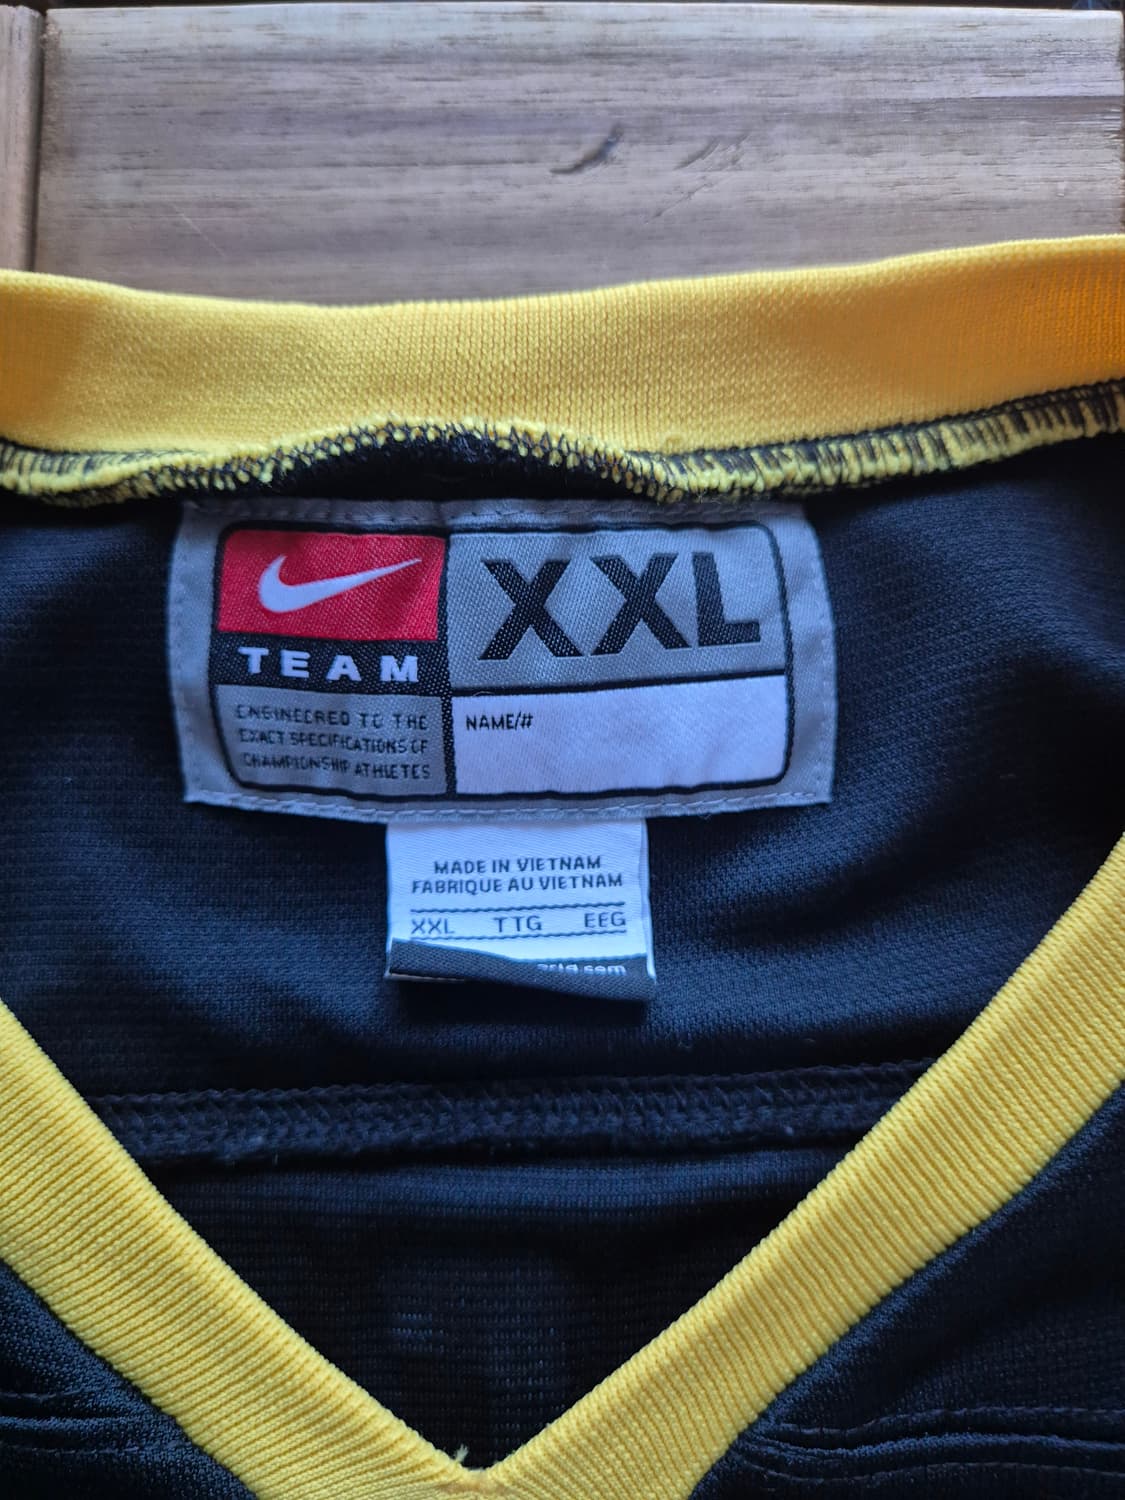 TEAM
XXL
ENGINEERED TO THE
EXACT SPECIFICATIONS OF
CHAMPIONSHIP ATHLETES
NAME/#
MADE IN VIETNAM
FABRIQUE AU VIETNAM
XXL TTG EEG